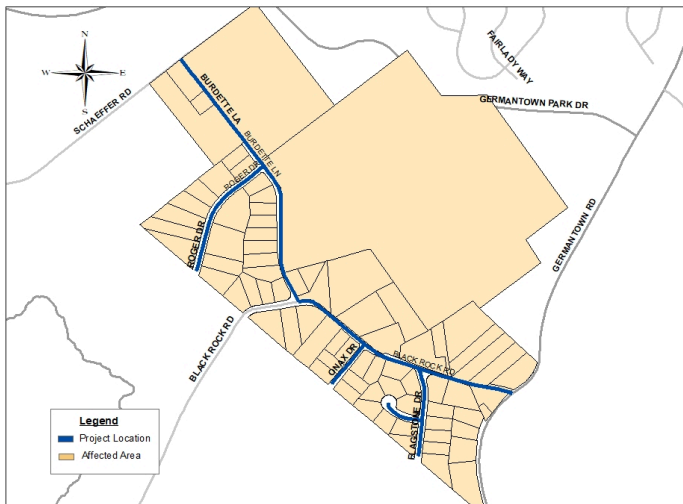 N
W E
S
SCHAEFFER RD
BURDETTE LA
BURDETTE LN
ROGER DR
ROGER DR
FAIRLADY WAY
GERMANTOWN PARK DR
GERMANTOWN RD
BLACK ROCK RD
ONAX DR
BLACK ROCK RD
FLAGSTONE DR
Legend
Project Location
Affected Area